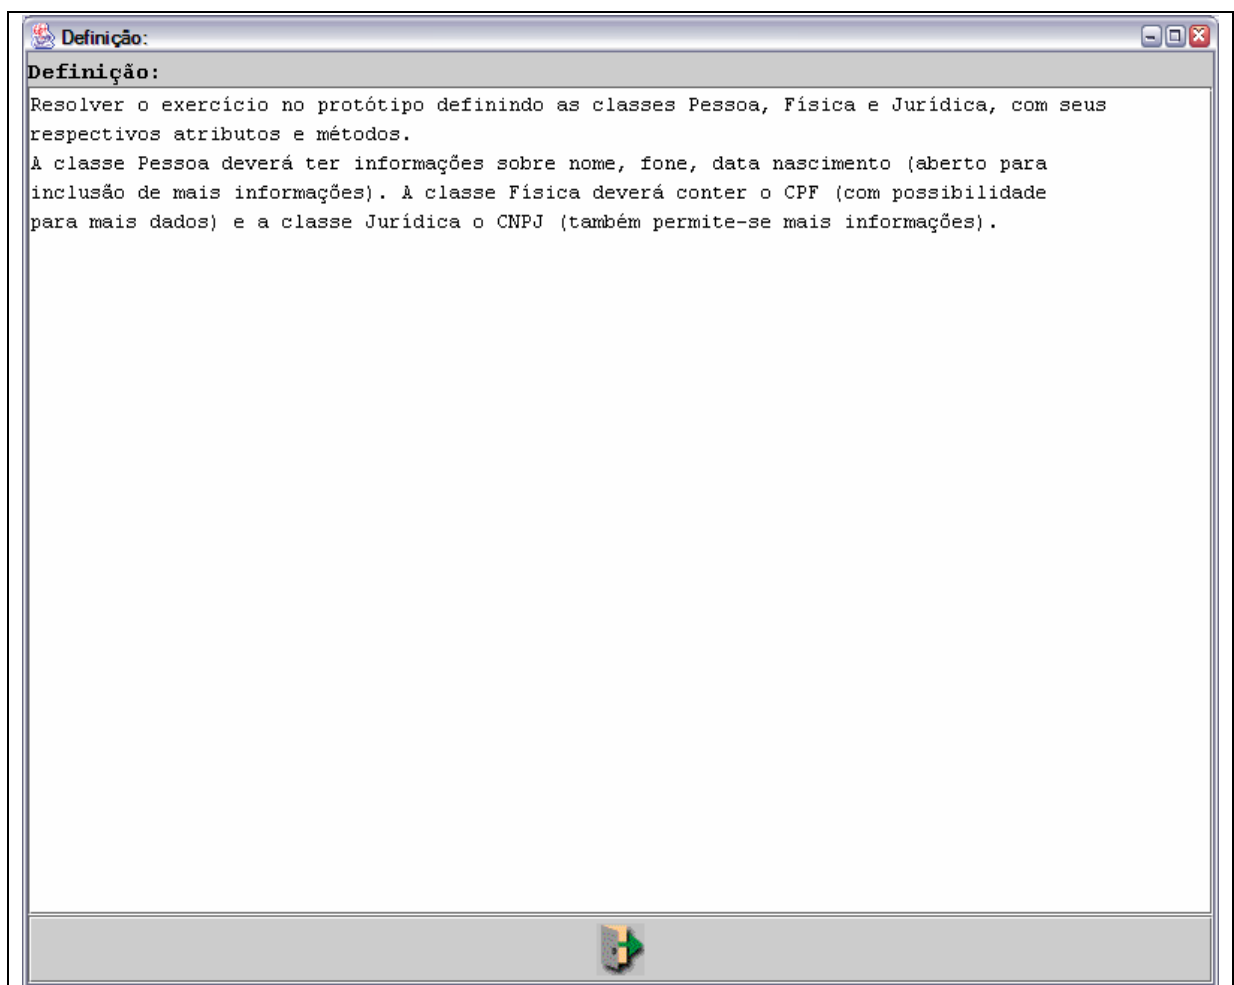 Definição:
Definição:
Resolver o exercício no protótipo definindo as classes Pessoa, Física e Jurídica, com seus
respectivos atributos e métodos.
A classe Pessoa deverá ter informações sobre nome, fone, data nascimento (aberto para
inclusão de mais informações). A classe Física deverá conter o CPF (com possibilidade
para mais dados) e a classe Jurídica o CNPJ (também permite-se mais informações).